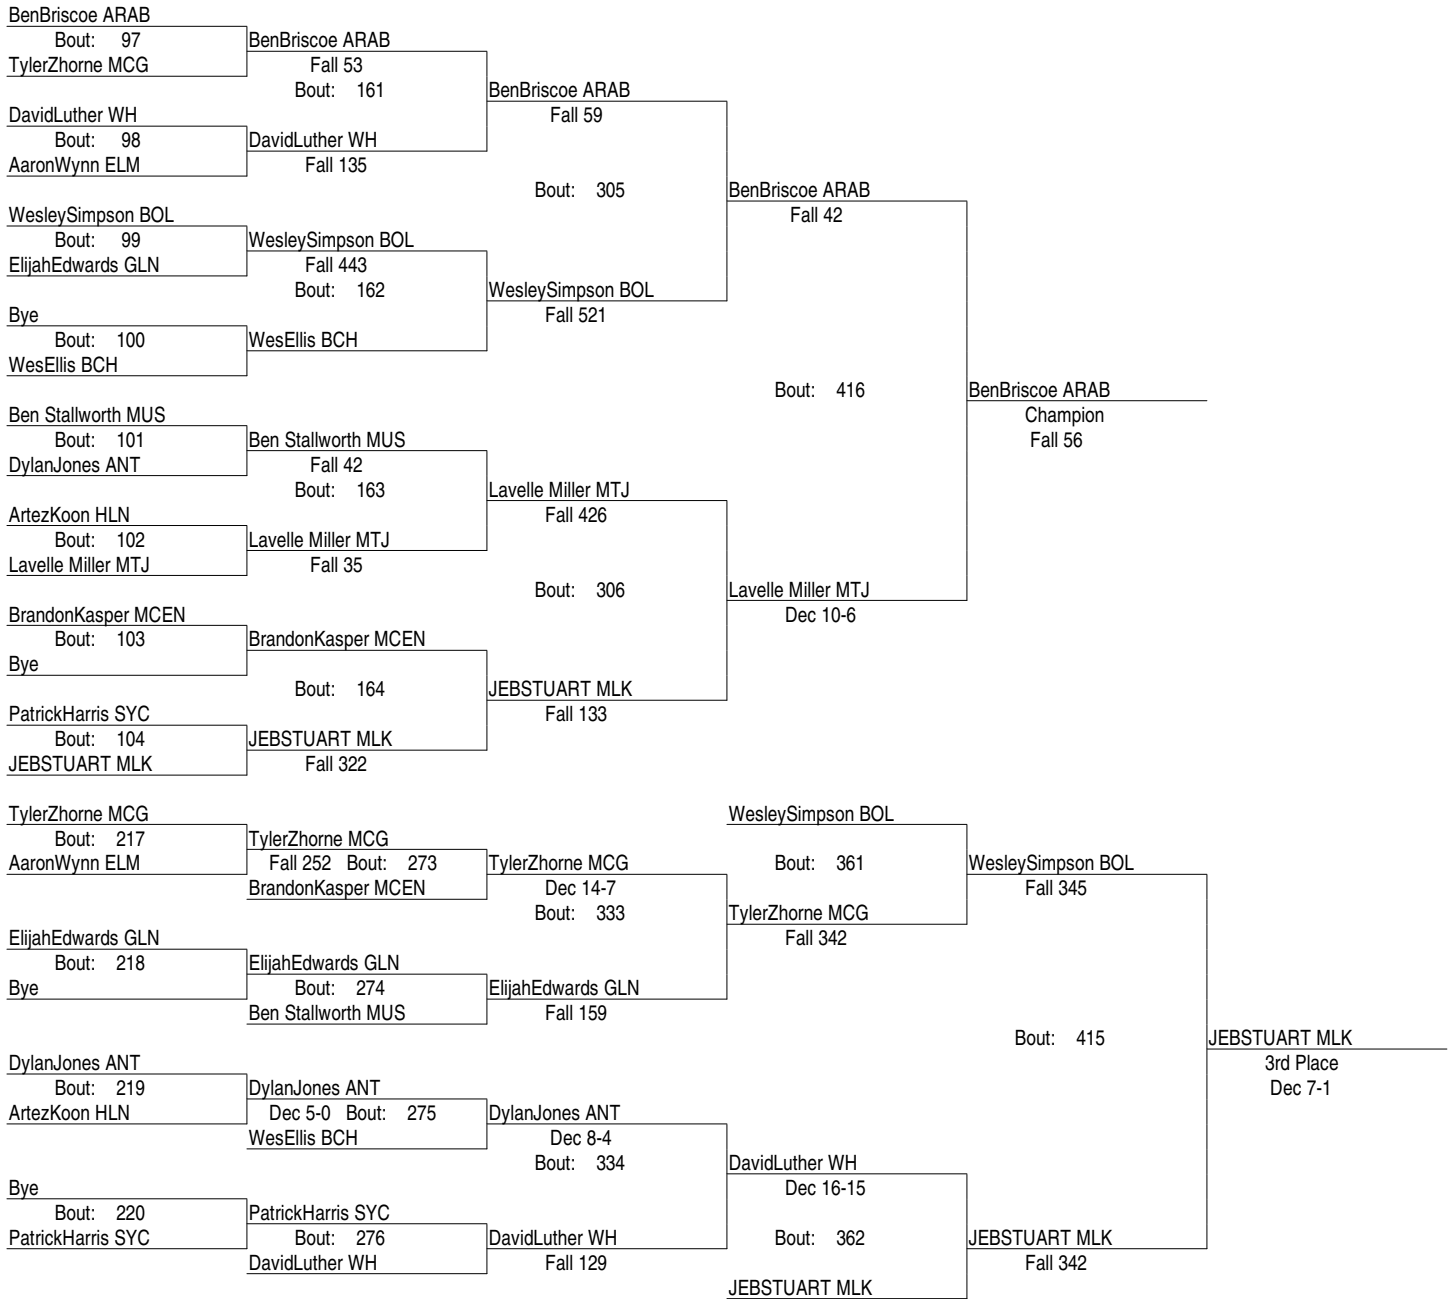 BenBriscoe ARAB
Bout: 97
BenBriscoe ARAB
TylerZhorne MCG
Fall 53
Bout: 161
BenBriscoe ARAB
DavidLuther WH
Fall 59
Bout: 98
DavidLuther WH
AaronWynn ELM
Fall 135
Bout: 305
BenBriscoe ARAB
WesleySimpson BOL
Fall 42
Bout: 99
WesleySimpson BOL
ElijahEdwards GLN
Fall 443
Bout: 162
WesleySimpson BOL
Bye
Fall 521
Bout: 100
WesEllis BCH
WesEllis BCH
Bout: 416
BenBriscoe ARAB
Ben Stallworth MUS
Champion
Bout: 101
Ben Stallworth MUS
Fall 56
DylanJones ANT
Fall 42
Bout: 163
Lavelle Miller MTJ
ArtezKoon HLN
Fall 426
Bout: 102
Lavelle Miller MTJ
Lavelle Miller MTJ
Fall 35
Bout: 306
Lavelle Miller MTJ
BrandonKasper MCEN
Dec 10-6
Bout: 103
BrandonKasper MCEN
Bye
Bout: 164
JEBSTUART MLK
PatrickHarris SYC
Fall 133
Bout: 104
JEBSTUART MLK
JEBSTUART MLK
Fall 322
TylerZhorne MCG
WesleySimpson BOL
Bout: 217
TylerZhorne MCG
AaronWynn ELM
Fall 252 Bout: 273
TylerZhorne MCG
Bout: 361
WesleySimpson BOL
BrandonKasper MCEN
Dec 14-7
Fall 345
Bout: 333
TylerZhorne MCG
ElijahEdwards GLN
Fall 342
Bout: 218
ElijahEdwards GLN
Bye
Bout: 274
ElijahEdwards GLN
Ben Stallworth MUS
Fall 159
Bout: 415
JEBSTUART MLK
DylanJones ANT
3rd Place
Bout: 219
DylanJones ANT
Dec 7-1
ArtezKoon HLN
Dec 5-0 Bout: 275
DylanJones ANT
WesEllis BCH
Dec 8-4
Bout: 334
DavidLuther WH
Bye
Dec 16-15
Bout: 220
PatrickHarris SYC
PatrickHarris SYC
Bout: 276
DavidLuther WH
Bout: 362
JEBSTUART MLK
DavidLuther WH
Fall 129
Fall 342
JEBSTUART MLK